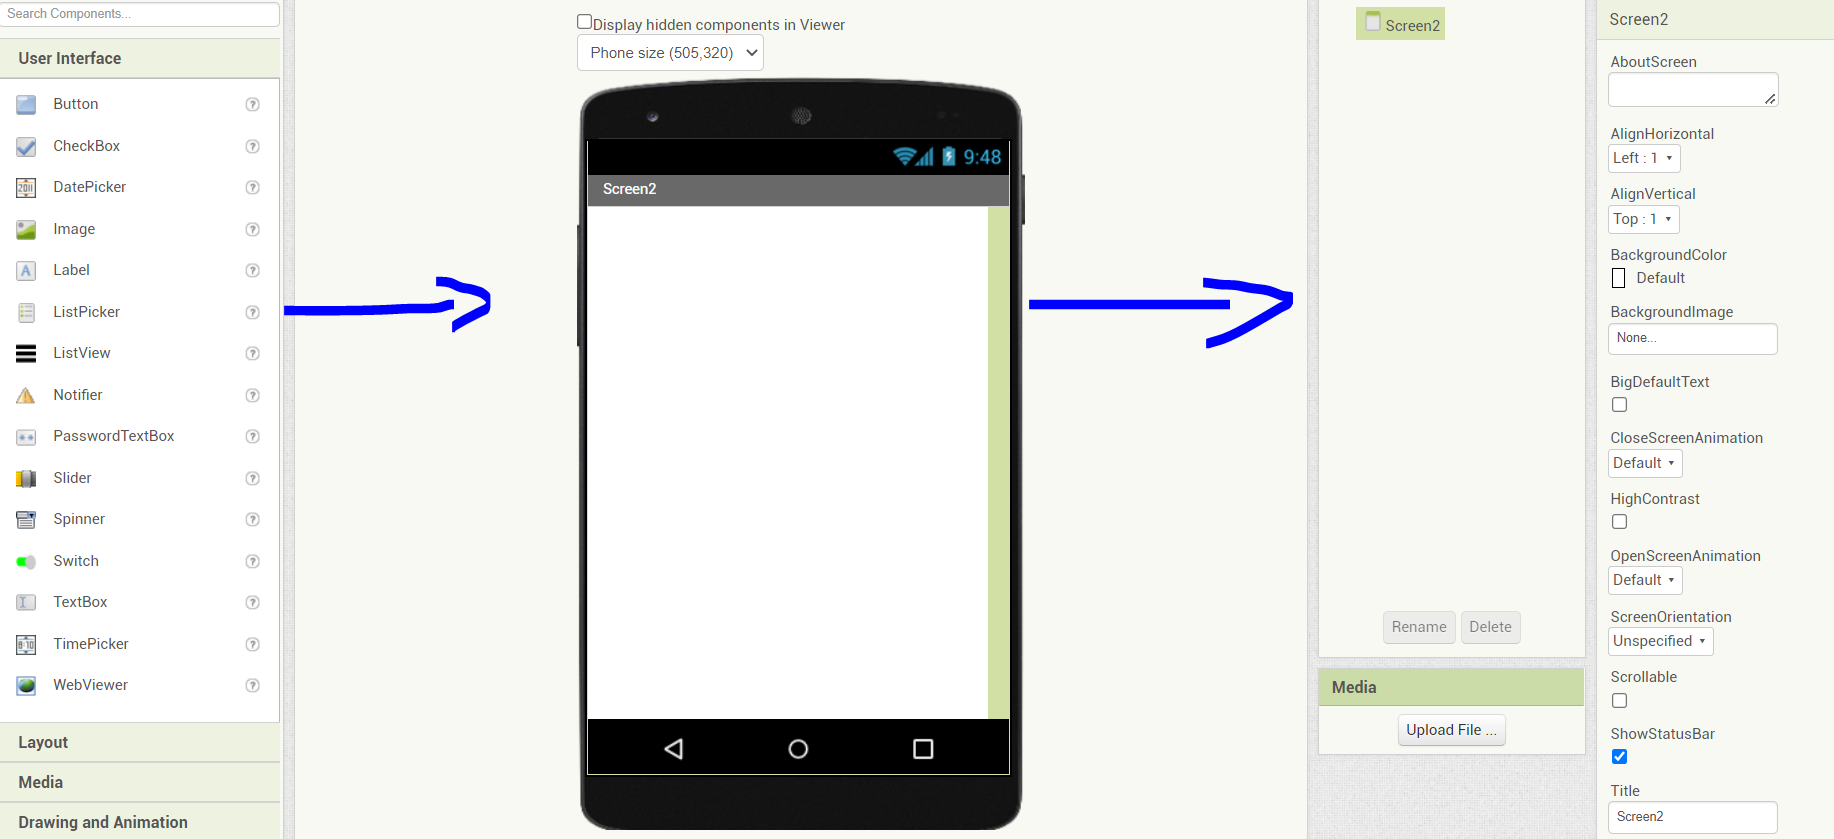 Search Components...
User Interface
Button
CheckBox
DatePicker
Image
Label
ListPicker
ListView
Notifier
PasswordTextBox
Slider
Spinner
Switch
TextBox
TimePicker
WebViewer
Layout
Media
Drawing and Animation
Display hidden components in Viewer
Phone size (505,320)
9:48
Screen2
Screen2
Rename Delete
Media
Upload File ...
Screen2
AboutScreen
AlignHorizontal
Left : 1
AlignVertical
Top : 1
BackgroundColor
Default
BackgroundImage
None...
BigDefaultText
CloseScreenAnimation
Default
HighContrast
OpenScreenAnimation
Default
ScreenOrientation
Unspecified
Scrollable
ShowStatusBar
Title
Screen2